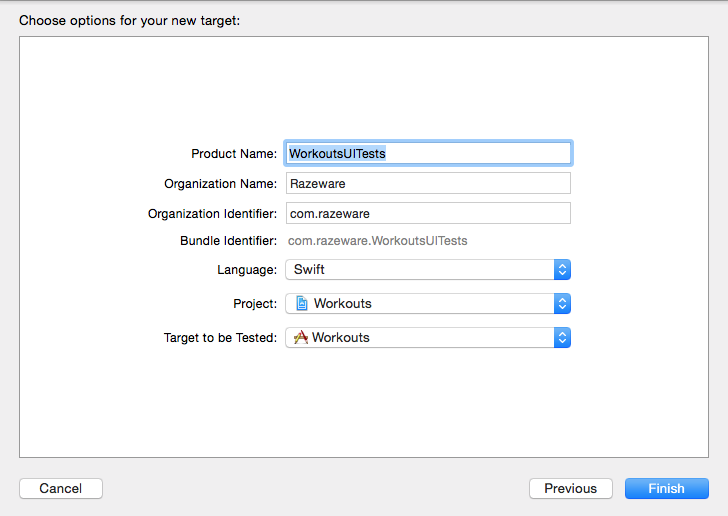 Choose options for your new target:
Product Name: WorkoutsUITests
Organization Name: Razeware
Organization Identifier: com.razeware
Bundle Identifier: com.razeware.WorkoutsUITests
Language: Swift
Project: Workouts
Target to be Tested: Workouts
Cancel Previous Finish